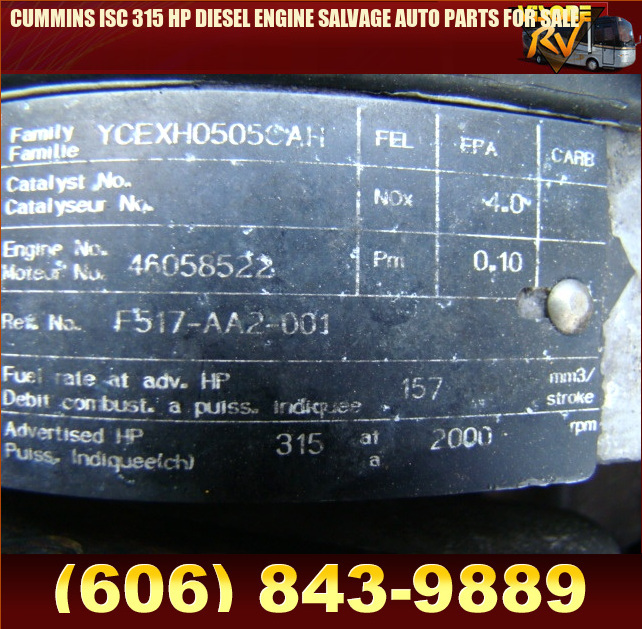 CUMMINS ISC 315 HP DIESEL ENGINE SALVAGE AUTO PARTS FOR SALE
VISONE
RV
Family YCEXH0505CAH FEL EPA CARB
Familie
Catalyst No. NOx 4.0
Catalyseur No.
Engine No. 46058522 Pm 0.10
Moteur No.
Ref. No. F517-AA2-001
Fuel rate at adv. HP 157 mm3/
Debit combust. a puiss. indiquee stroke
Advertised HP 315 at 2000 rpm
Puiss. Indiquee(ch) a
(606) 843-9889